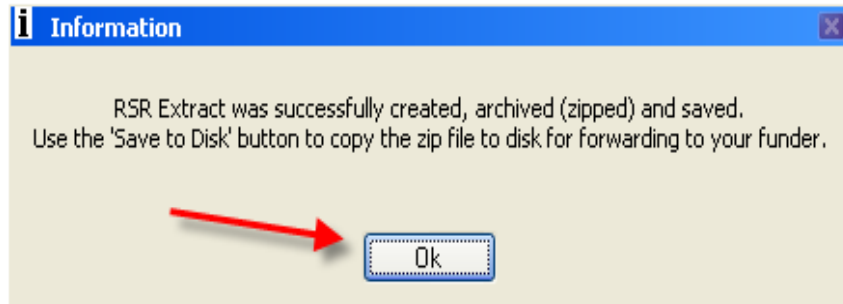 i Information
RSR Extract was successfully created, archived (zipped) and saved.
Use the 'Save to Disk' button to copy the zip file to disk for forwarding to your funder.
Ok